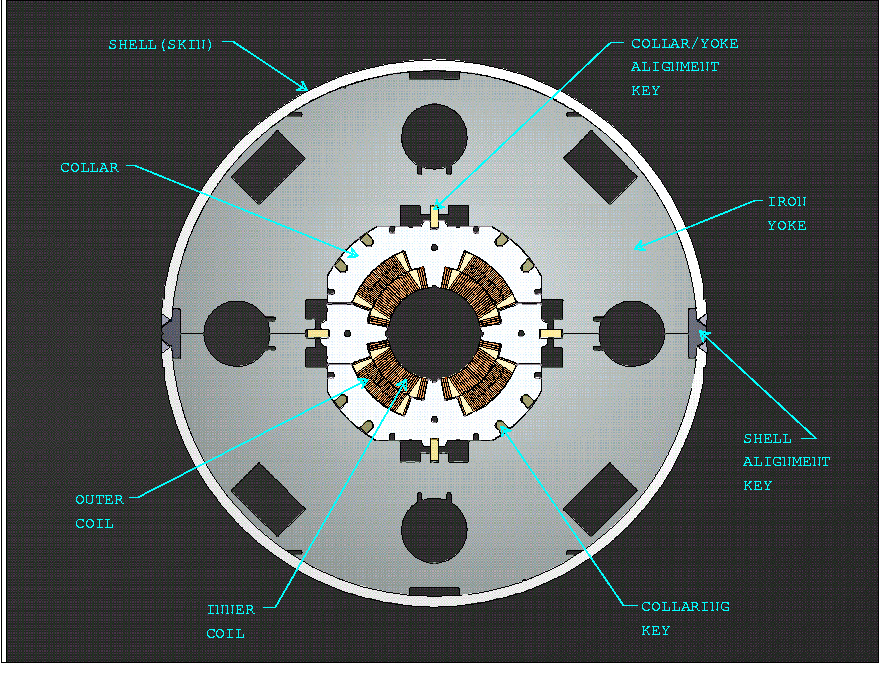 SHELL(SKIN)
COLLAR/YOKE
ALIGNMENT
KEY
COLLAR
IRON
YOKE
SHELL
ALIGNMENT
KEY
OUTER
COIL
INNER
COIL
COLLARING
KEY